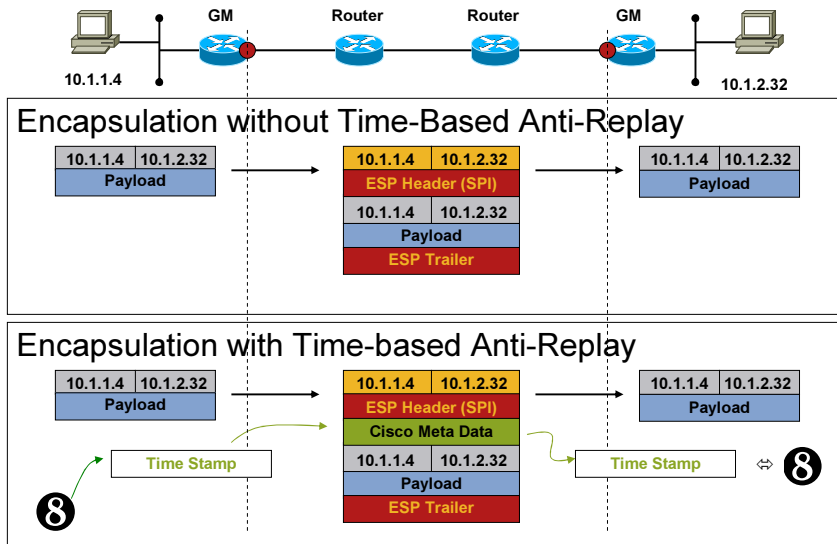 GM Router Router GM
10.1.1.4 10.1.2.32
Encapsulation without Time-Based Anti-Replay
10.1.1.4 10.1.2.32
Payload
10.1.1.4 10.1.2.32
ESP Header (SPI)
10.1.1.4 10.1.2.32
Payload
ESP Trailer
10.1.1.4 10.1.2.32
Payload
Encapsulation with Time-based Anti-Replay
10.1.1.4 10.1.2.32
Payload
Time Stamp
8
10.1.1.4 10.1.2.32
ESP Header (SPI)
Cisco Meta Data
10.1.1.4 10.1.2.32
Payload
ESP Trailer
10.1.1.4 10.1.2.32
Payload
Time Stamp ⇔ 8